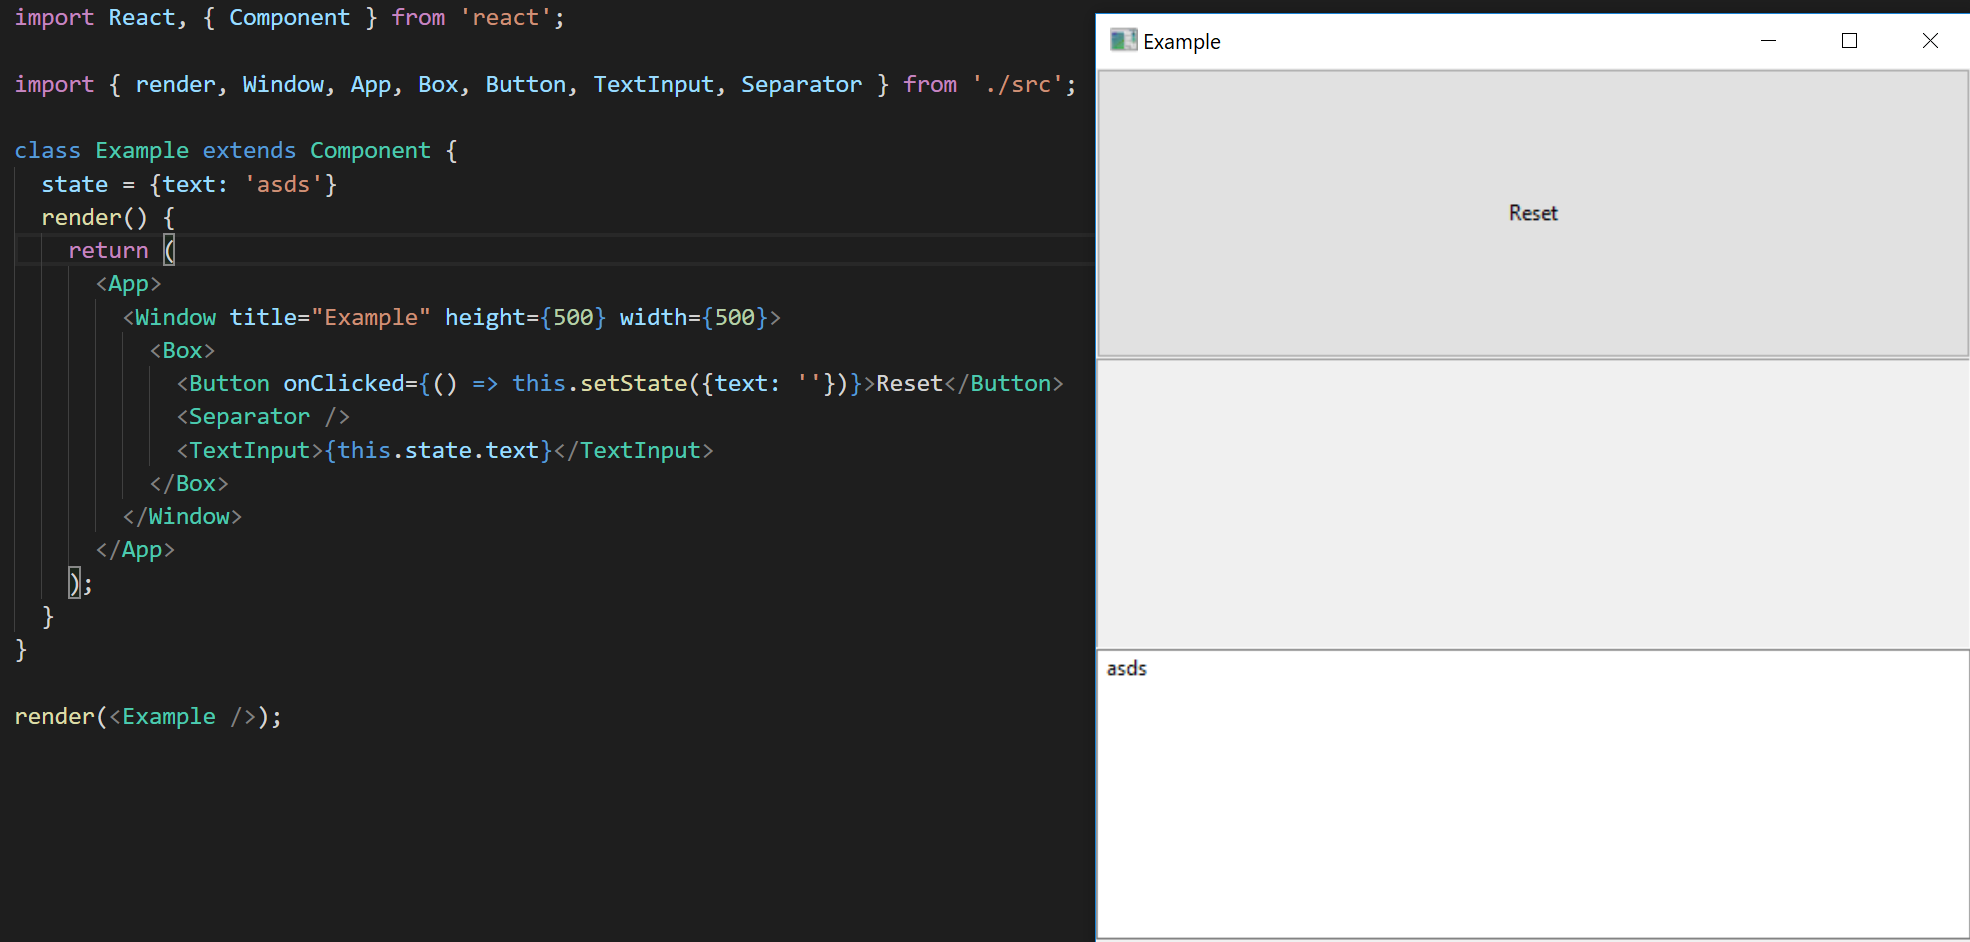 import React, { Component } from 'react';
import { render, Window, App, Box, Button, TextInput, Separator } from './src';
class Example extends Component {
state = {text: 'asds'}
render() {
return (
<App>
<Window title="Example" height={500} width={500}>
<Box>
<Button onClicked={() => this.setState({text: ''})}>Reset</Button>
<Separator />
<TextInput>{this.state.text}</TextInput>
</Box>
</Window>
</App>
);
}
}
render(<Example />);
Example
Reset
asds